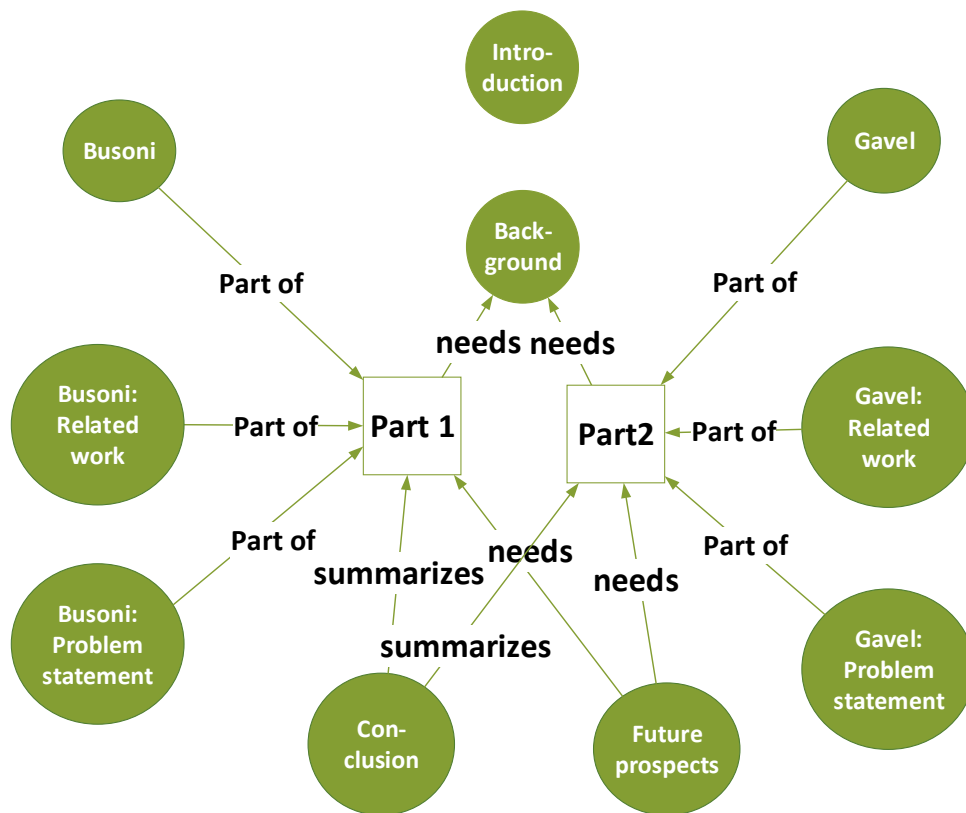 Intro-
duction
Busoni
Gavel
Back-
ground
Part of
Part of
needs
needs
Busoni:
Related
work
Part of
Part 1
Part2
Part of
Gavel:
Related
work
Part of
summarizes
needs
needs
Part of
Busoni:
Problem
statement
summarizes
Gavel:
Problem
statement
Con-
clusion
Future
prospects